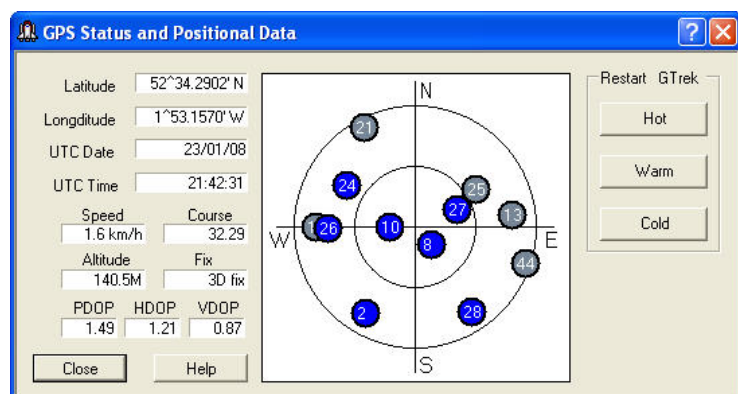 GPS Status and Positional Data
Latitude 52^34.2902' N
Longditude 1^53.1570' W
UTC Date 23/01/08
UTC Time 21:42:31
Speed Course
1.6 km/h 32.29
Altitude Fix
140.5M 3D fix
PDOP HDOP VDOP
1.49 1.21 0.87
Close Help
N
21
24
25
27
13
26
10
W
E
8
44
2
28
S
Restart GTrek
Hot
Warm
Cold